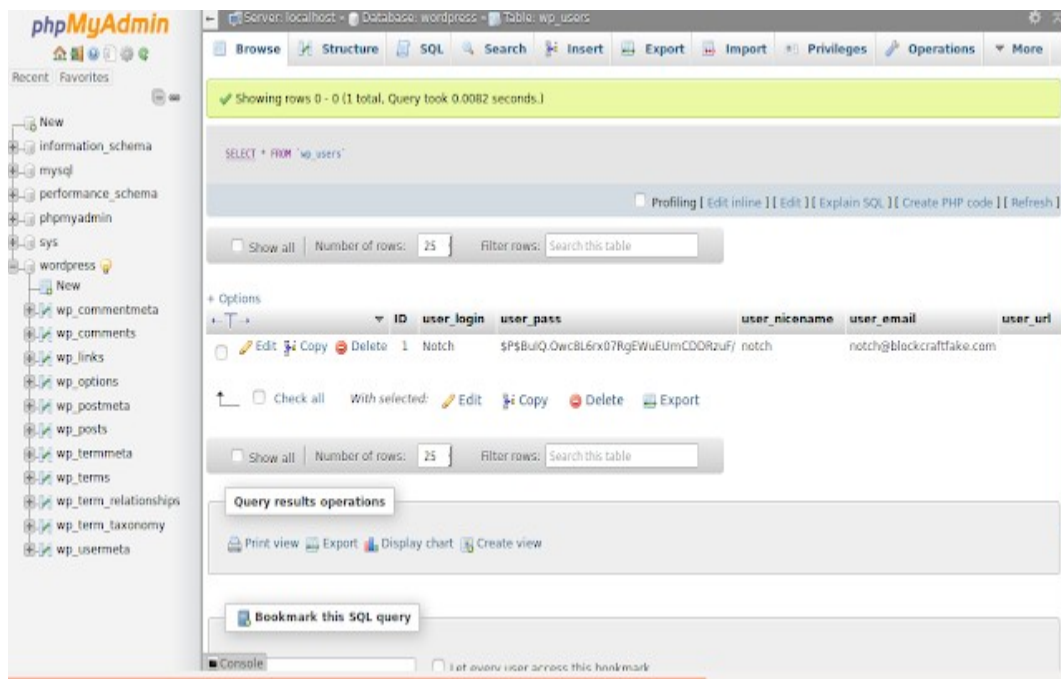 phpMyAdmin
Recent Favorites
New
information_schema
mysql
performance_schema
phpmyadmin
sys
wordpress
New
wp_commentmeta
wp_comments
wp_links
wp_options
wp_postmeta
wp_posts
wp_termmeta
wp_terms
wp_term_relationships
wp_term_taxonomy
wp_usermeta
Server: localhost » Database: wordpress » Table: wp_users
Browse Structure SQL Search Insert Export Import Privileges Operations More
Showing rows 0 - 0 (1 total, Query took 0.0082 seconds.)
SELECT * FROM `wp_users`
Profiling [ Edit inline ] [ Edit ] [ Explain SQL ] [ Create PHP code ] [ Refresh ]
Show all Number of rows: 25 Filter rows: Search this table
+ Options
ID user_login user_pass user_nicename user_email user_url
Edit Copy Delete 1 Notch notch notch@blockcraftfake.com
Check all With selected: Edit Copy Delete Export
Show all Number of rows: 25 Filter rows: Search this table
Query results operations
Print view Export Display chart Create view
Bookmark this SQL query
Console
Let every user access this bookmark